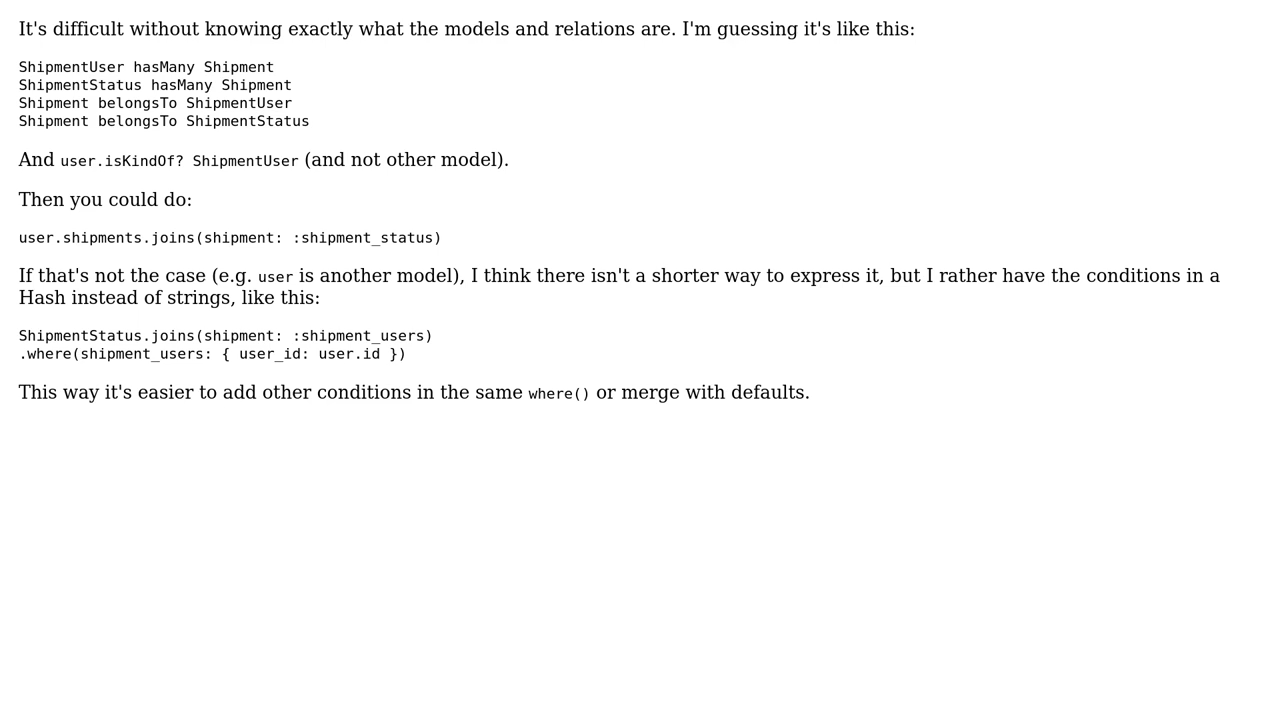 It's difficult without knowing exactly what the models and relations are. I'm guessing it's like this:
ShipmentUser hasMany Shipment
ShipmentStatus hasMany Shipment
Shipment belongsTo ShipmentUser
Shipment belongsTo ShipmentStatus
And user.isKindOf? ShipmentUser (and not other model).
Then you could do:
user.shipments.joins(shipment: :shipment_status)
If that's not the case (e.g. user is another model), I think there isn't a shorter way to express it, but I rather have the conditions in a
Hash instead of strings, like this:
ShipmentStatus.joins(shipment: :shipment_users)
.where(shipment_users: { user_id: user.id })
This way it's easier to add other conditions in the same where() or merge with defaults.